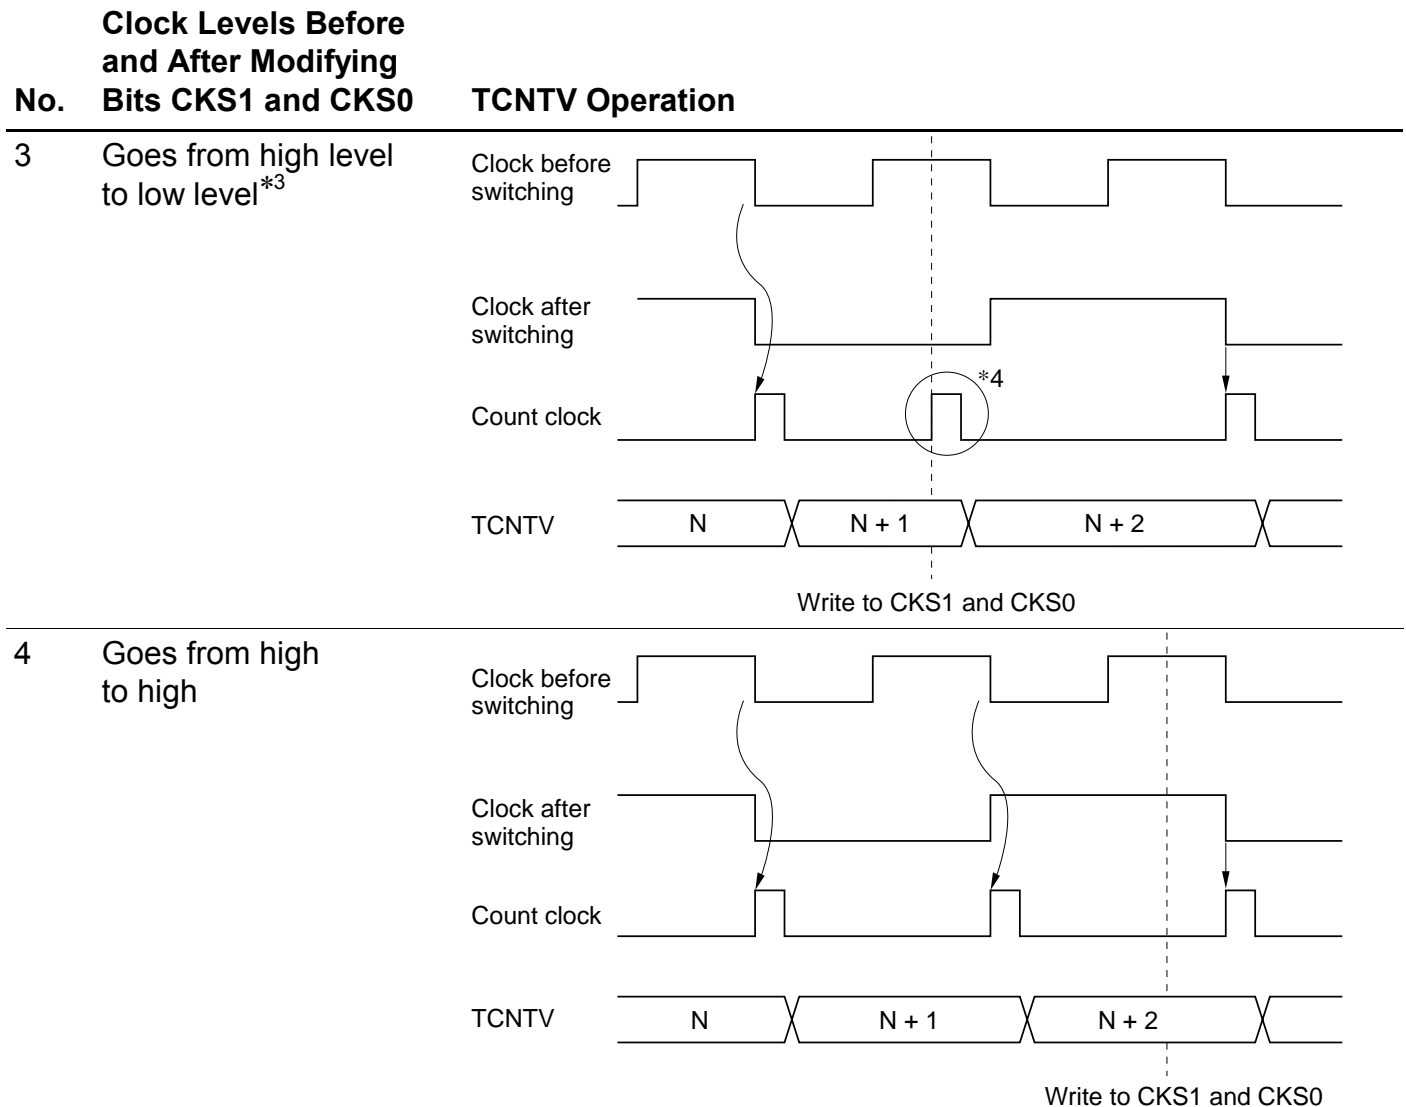 Clock Levels Before
and After Modifying
No. Bits CKS1 and CKS0 TCNTV Operation
3 Goes from high level
to low level*3
Clock before
switching
Clock after
switching
*4
Count clock
TCNTV N N + 1 N + 2
Write to CKS1 and CKS0
4 Goes from high
to high
Clock before
switching
Clock after
switching
Count clock
TCNTV N N + 1 N + 2
Write to CKS1 and CKS0